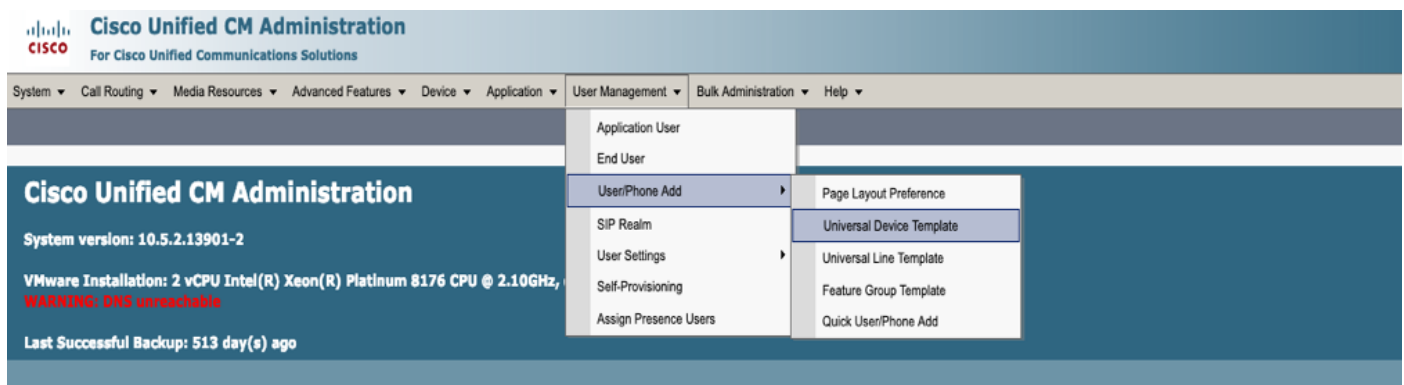 CISCO
Cisco Unified CM Administration
For Cisco Unified Communications Solutions
System Call Routing Media Resources Advanced Features Device Application User Management Bulk Administration Help
Application User
End User
User/Phone Add
SIP Realm
User Settings
Self-Provisioning
Assign Presence Users
Page Layout Preference
Universal Device Template
Universal Line Template
Feature Group Template
Quick User/Phone Add
Cisco Unified CM Administration
System version: 10.5.2.13901-2
VMware Installation: 2 vCPU Intel(R) Xeon(R) Platinum 8176 CPU @ 2.10GHz,
WARNING: DNS unreachable
Last Successful Backup: 513 day(s) ago